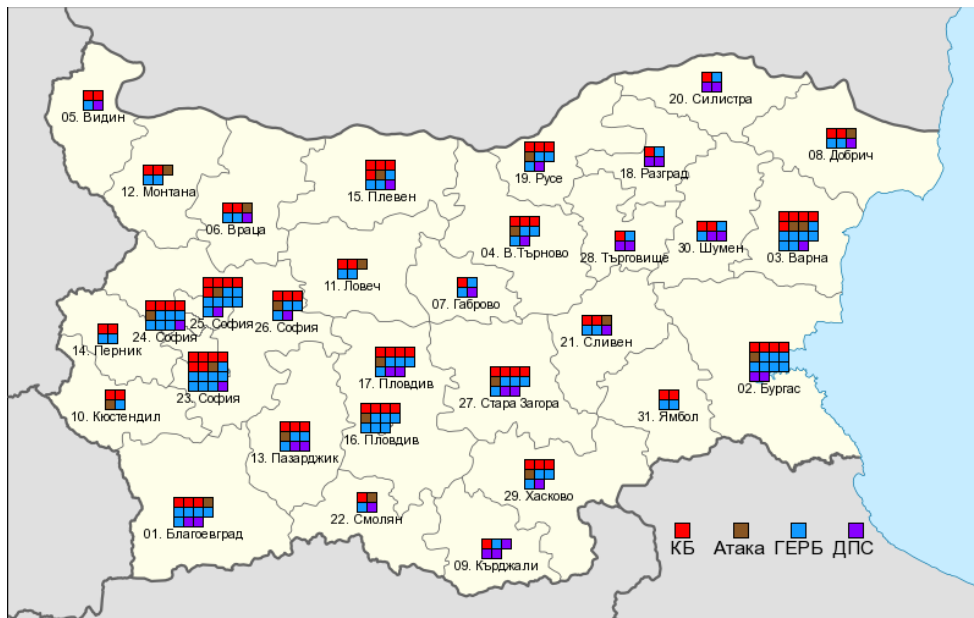 20. Силистра
05. Видин
08. Добрич
19. Русе
18. Разград
12. Монтана
15. Плевен
06. Враца
04. В.Търново
30. Шумен
28. Търговище
03. Варна
11. Ловеч
07. Габрово
25. София
26. София
24. София
21. Сливен
14. Перник
17. Пловдив
02. Бургас
23. София
27. Стара Загора
10. Кюстендил
31. Ямбол
16. Пловдив
13. Пазарджик
29. Хасково
22. Смолян
01. Благоевград
КБ Атака ГЕРБ ДПС
09. Кърджали